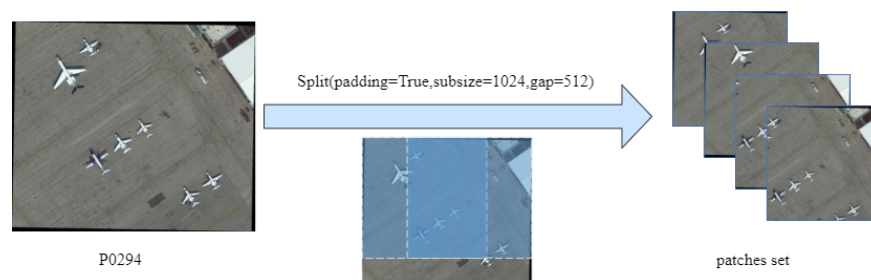 Split(padding=True,subsize=1024,gap=512)
P0294
patches set